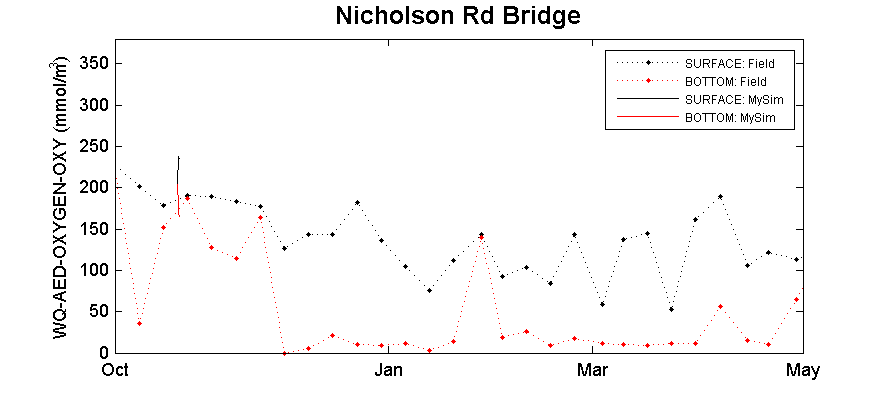 Nicholson Rd Bridge
WQ-AED-OXYGEN-OXY (mmol/m³)
350
300
250
200
150
100
50
0
Oct
Jan
Mar
May
SURFACE: Field
BOTTOM: Field
SURFACE: MySim
BOTTOM: MySim